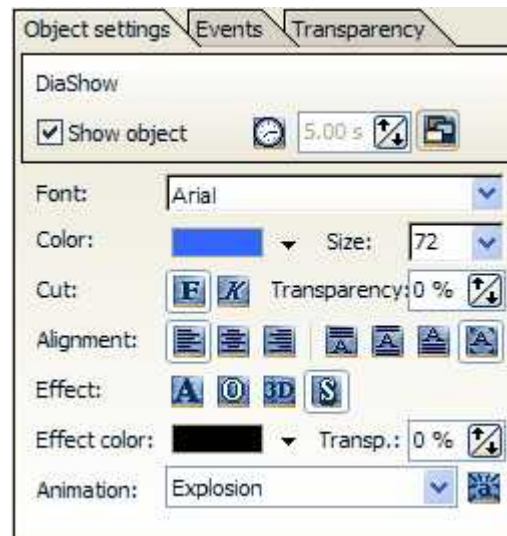 Object settings Events Transparency
DiaShow
Show object 5.00 s
Font: Arial
Color: Size: 72
Cut: F K Transparency: 0 %
Alignment: A A A A
Effect: A O 3D S
Effect color: Transp.: 0 %
Animation: Explosion a